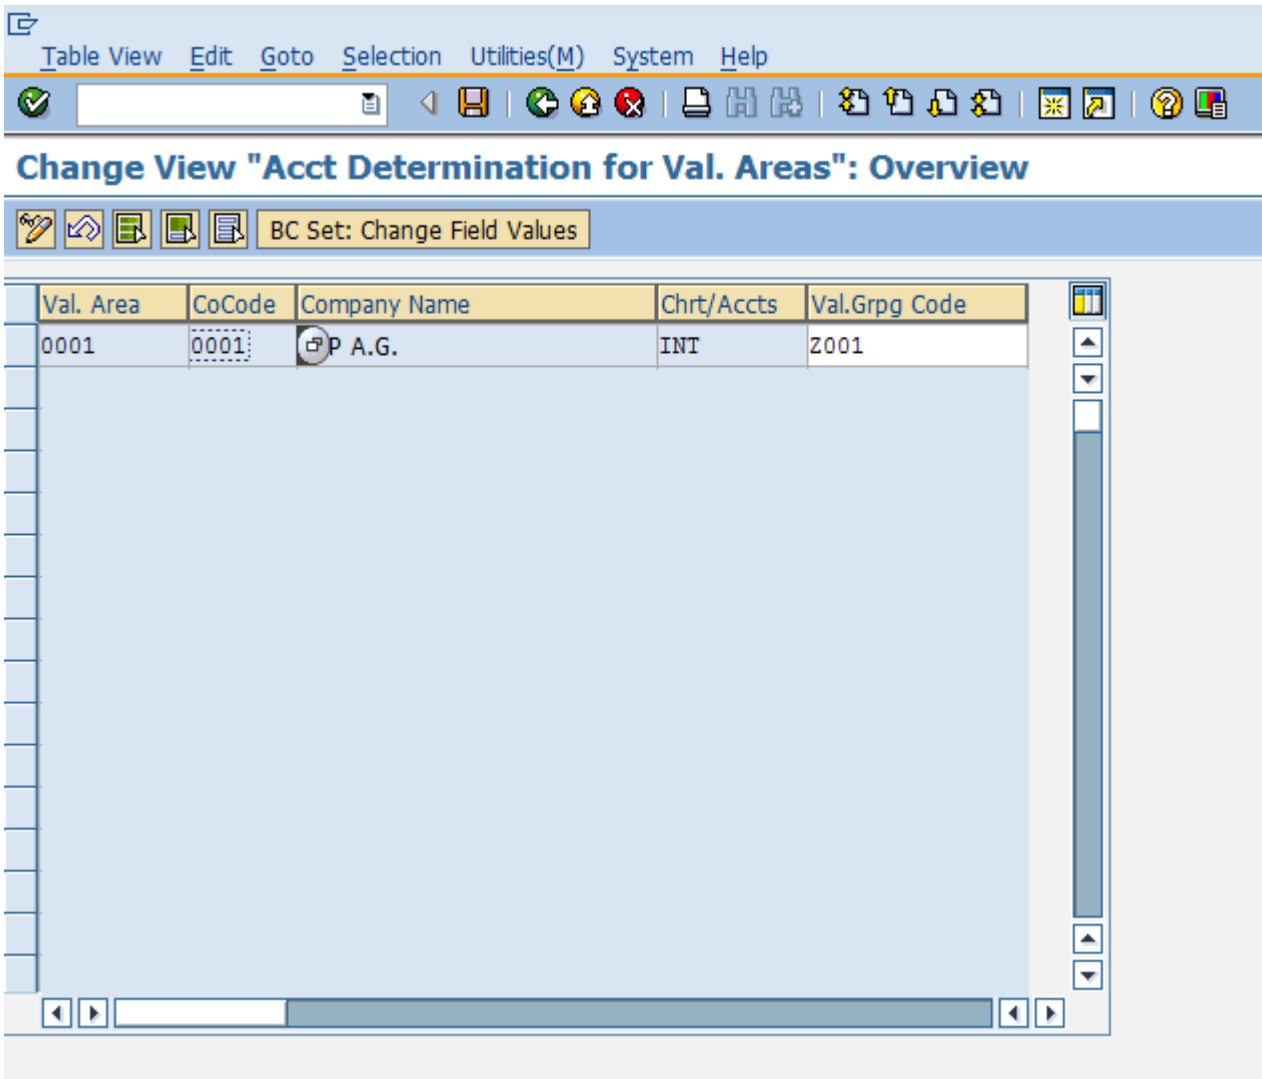 Table View Edit Goto Selection Utilities(M) System Help
Change View "Acct Determination for Val. Areas": Overview
BC Set: Change Field Values
Val. Area CoCode Company Name Chrt/Accts Val.Grpg Code
0001 0001 P A.G. INT Z001